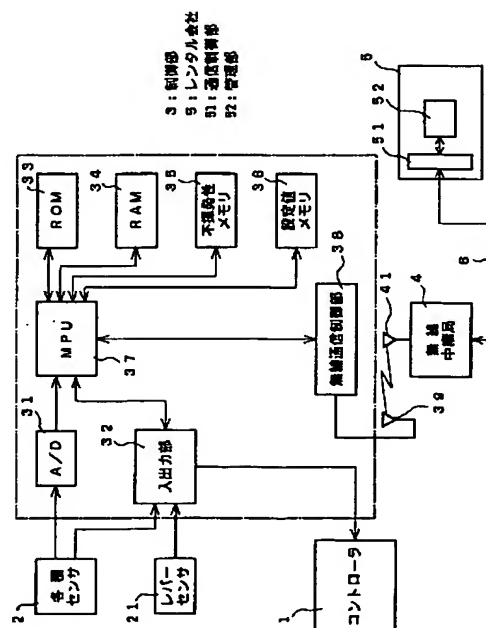 3：制御部
5：レンタル会社
51：通信制御部
52：管理部
ROM
33
RAM
34
不揮発性
メモリ
35
設定値
メモリ
36
MPU
37
A/D
31
入出力部
32
無線通信制御部
38
各種
センサ
2
レバー
センサ
21
コントローラ
1
39
41
無線
中継局
4
6
5
51
52